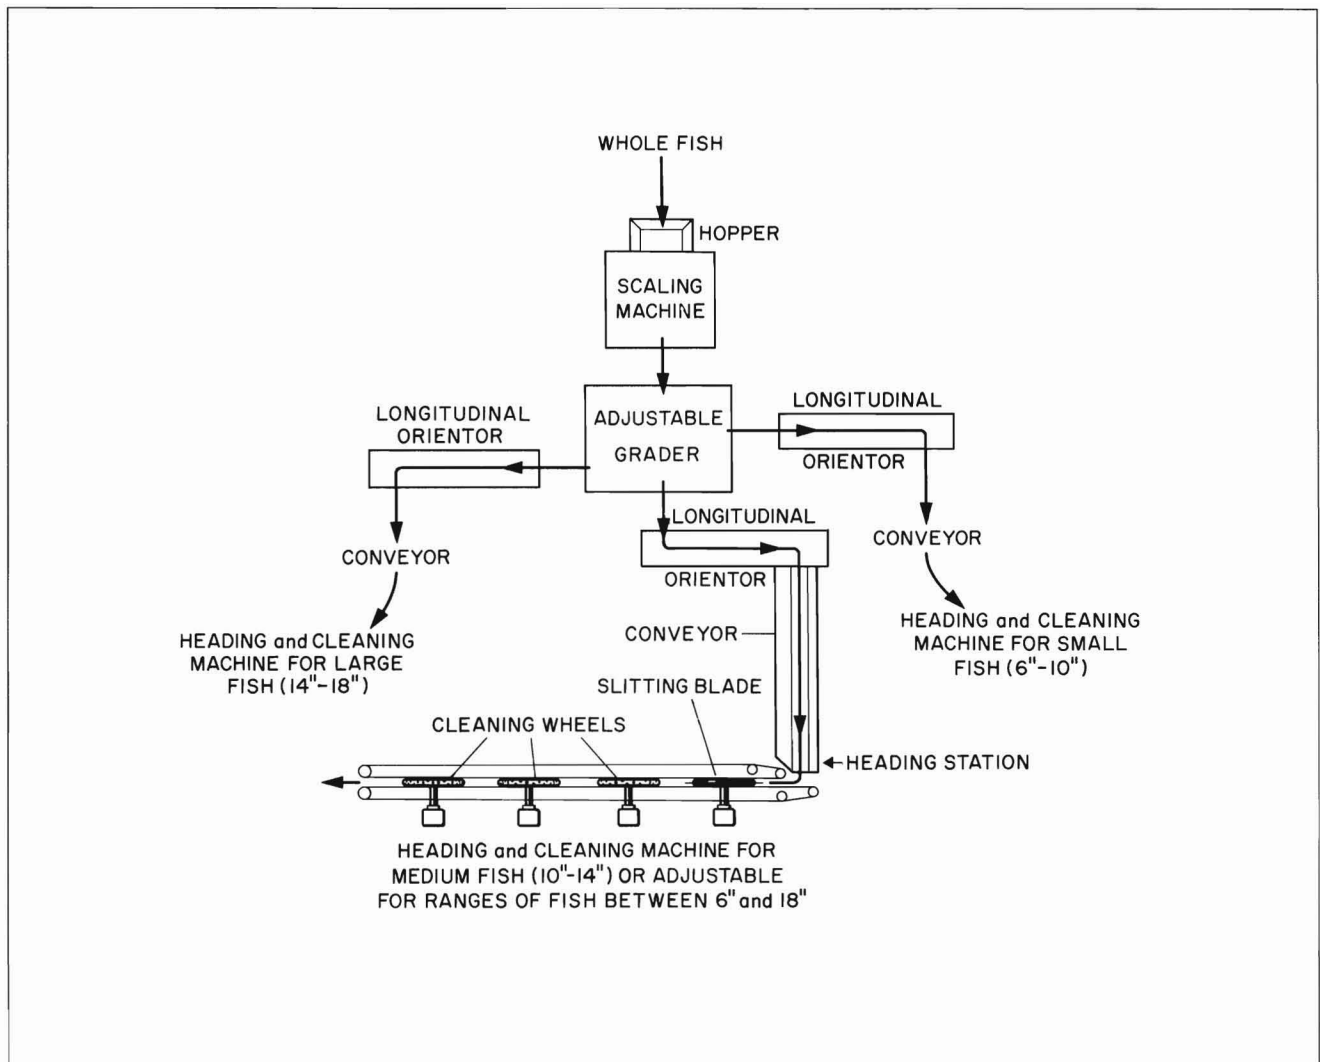 WHOLE FISH
HOPPER
SCALING
MACHINE
ADJUSTABLE
GRADER
LONGITUDINAL
ORIENTOR
CONVEYOR
HEADING and CLEANING
MACHINE FOR LARGE
FISH (14"-18")
LONGITUDINAL
ORIENTOR
CONVEYOR
HEADING and CLEANING
MACHINE FOR SMALL
FISH (6"-10")
LONGITUDINAL
ORIENTOR
CONVEYOR
SLITTING BLADE
CLEANING WHEELS
HEADING STATION
HEADING and CLEANING MACHINE FOR
MEDIUM FISH (10"-14") OR ADJUSTABLE
FOR RANGES OF FISH BETWEEN 6" and 18"